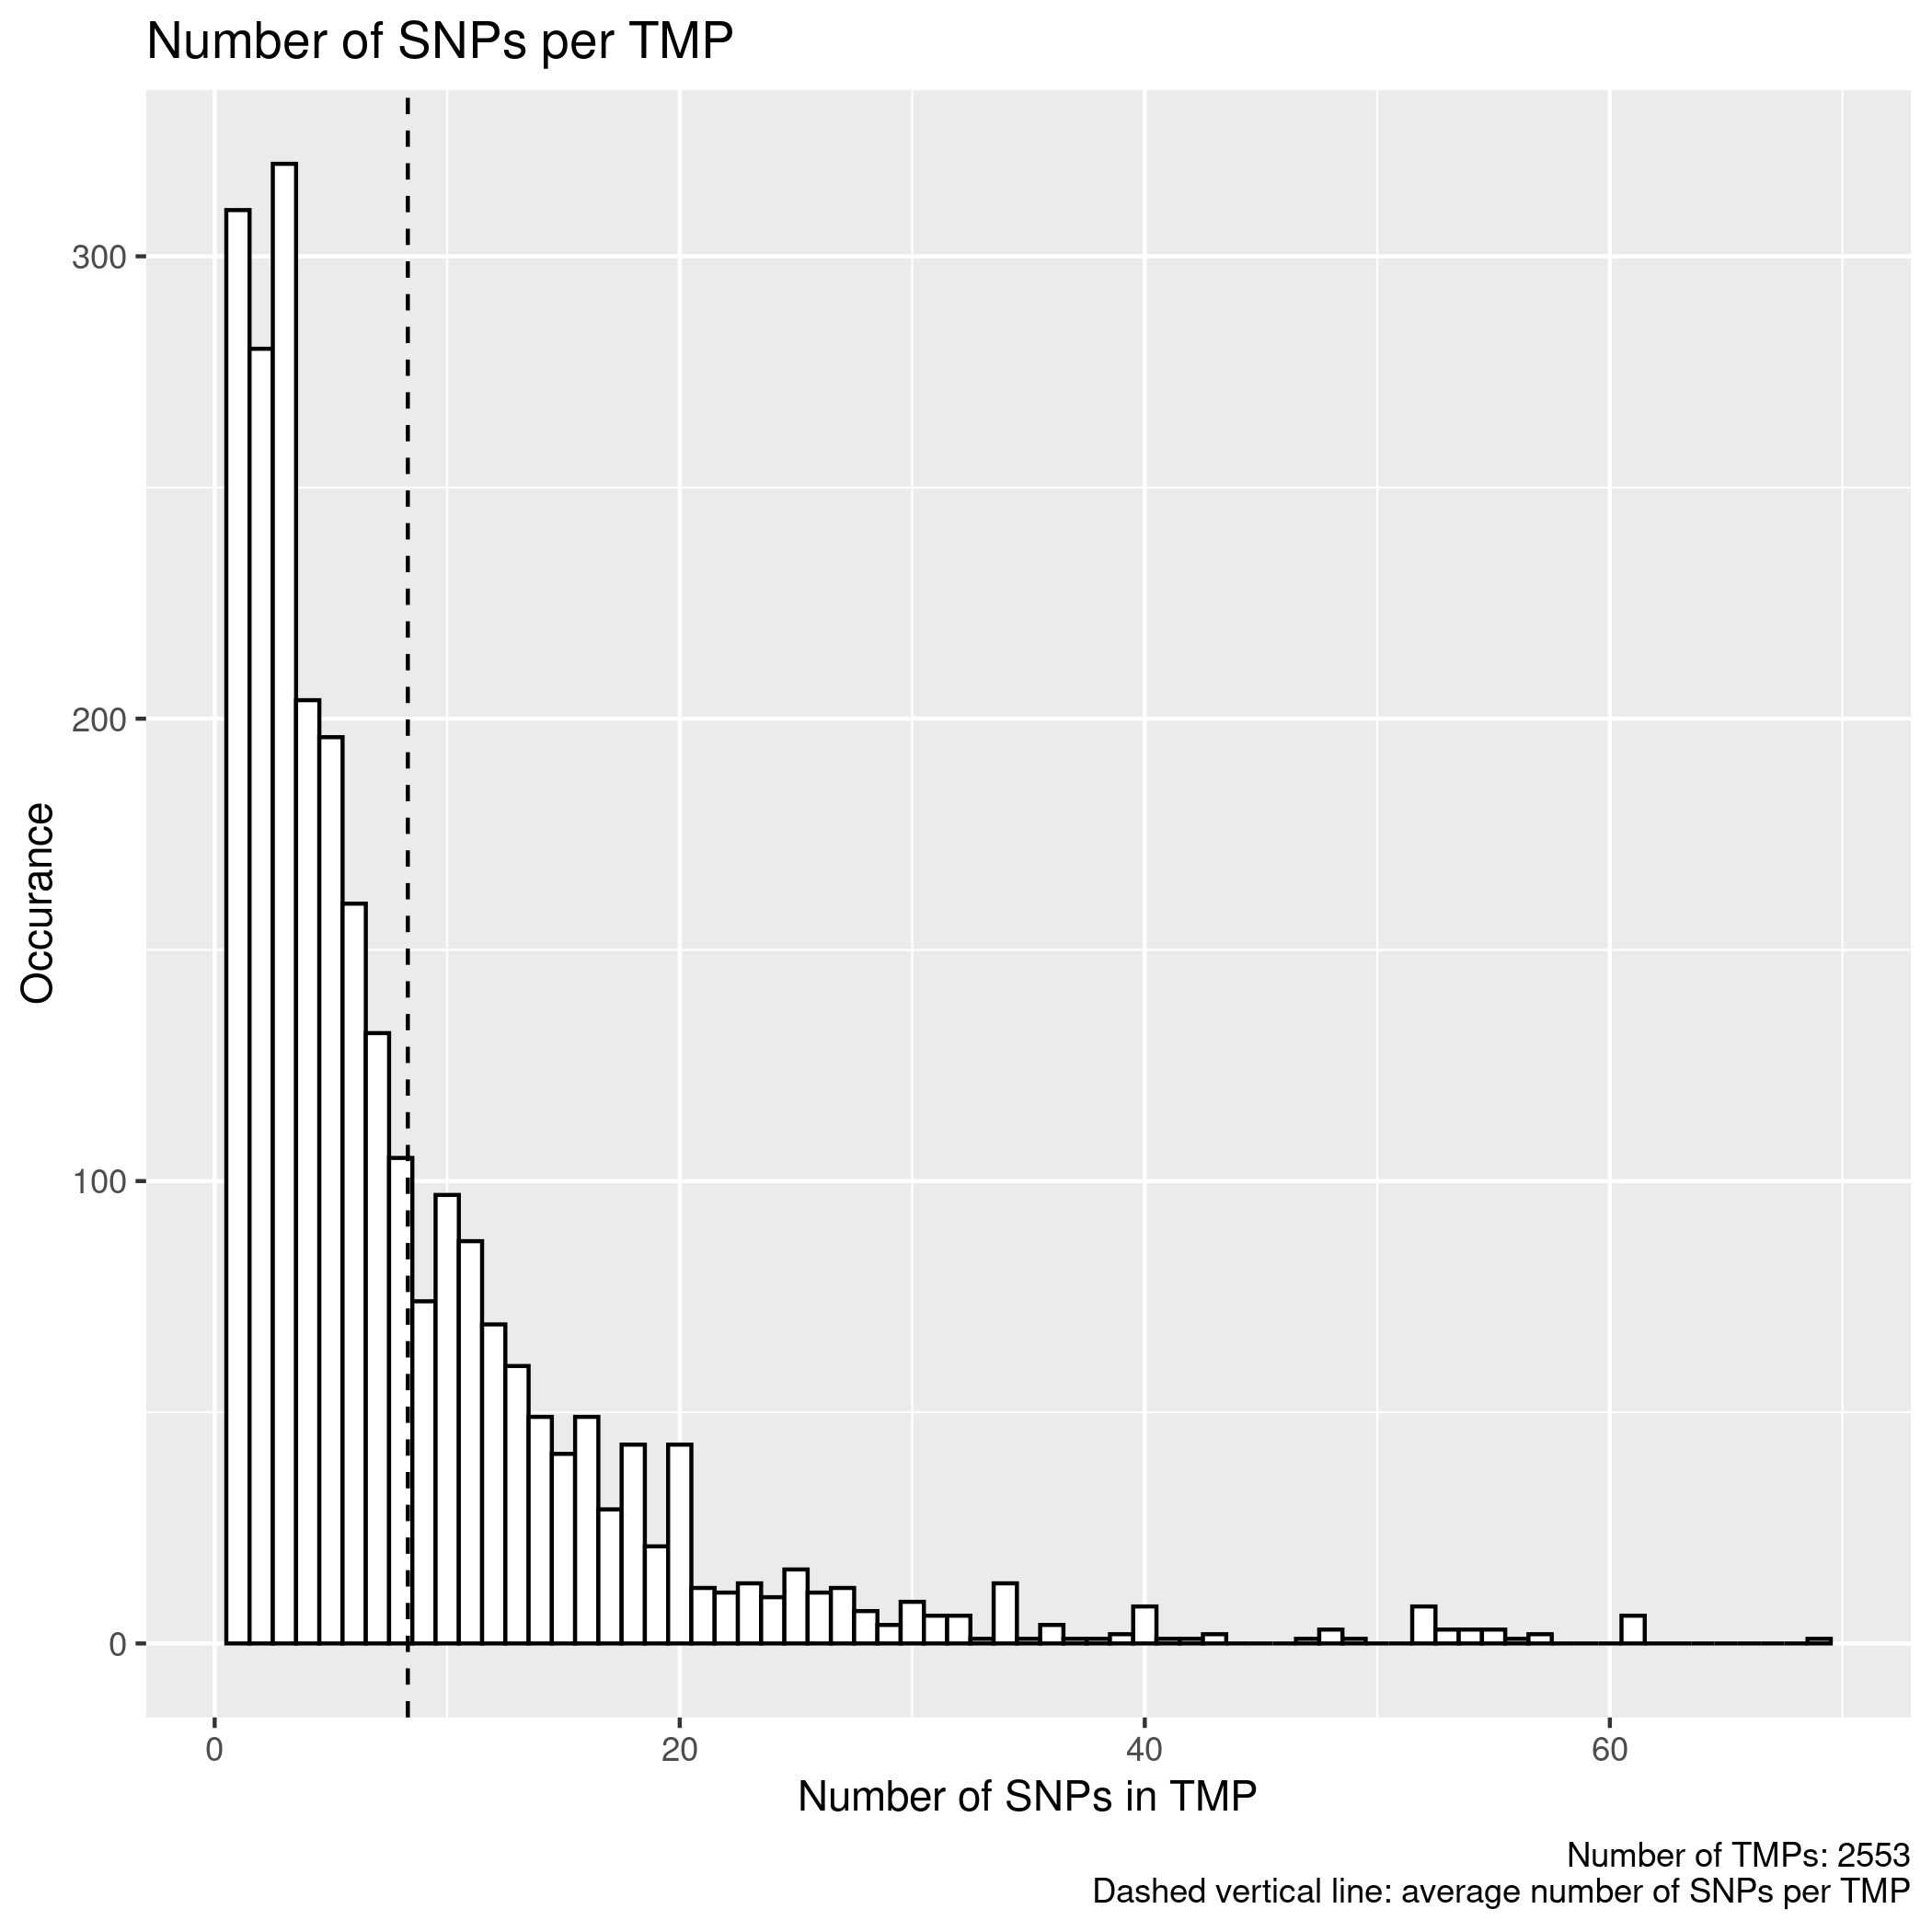 Number of SNPs per TMP
Occurance
300
200
100
0
0 20 40 60
Number of SNPs in TMP
Number of TMPs: 2553
Dashed vertical line: average number of SNPs per TMP